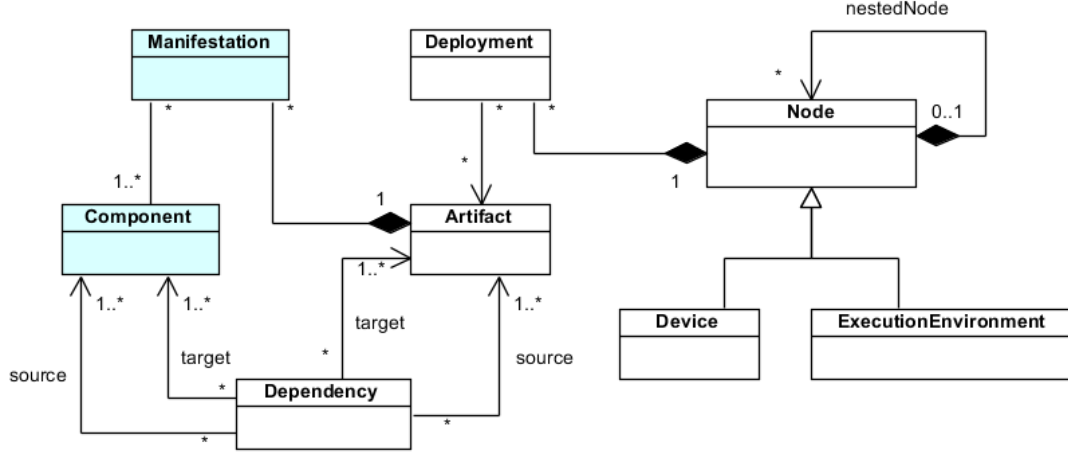 nestedNode
Manifestation
Deployment
*
Node
0..1
*
*
*
*
*
1
1..*
1
Component
Artifact
1..*
1..*
1..*
1..*
target
Device
ExecutionEnvironment
source
target
*
source
*
Dependency
*
*